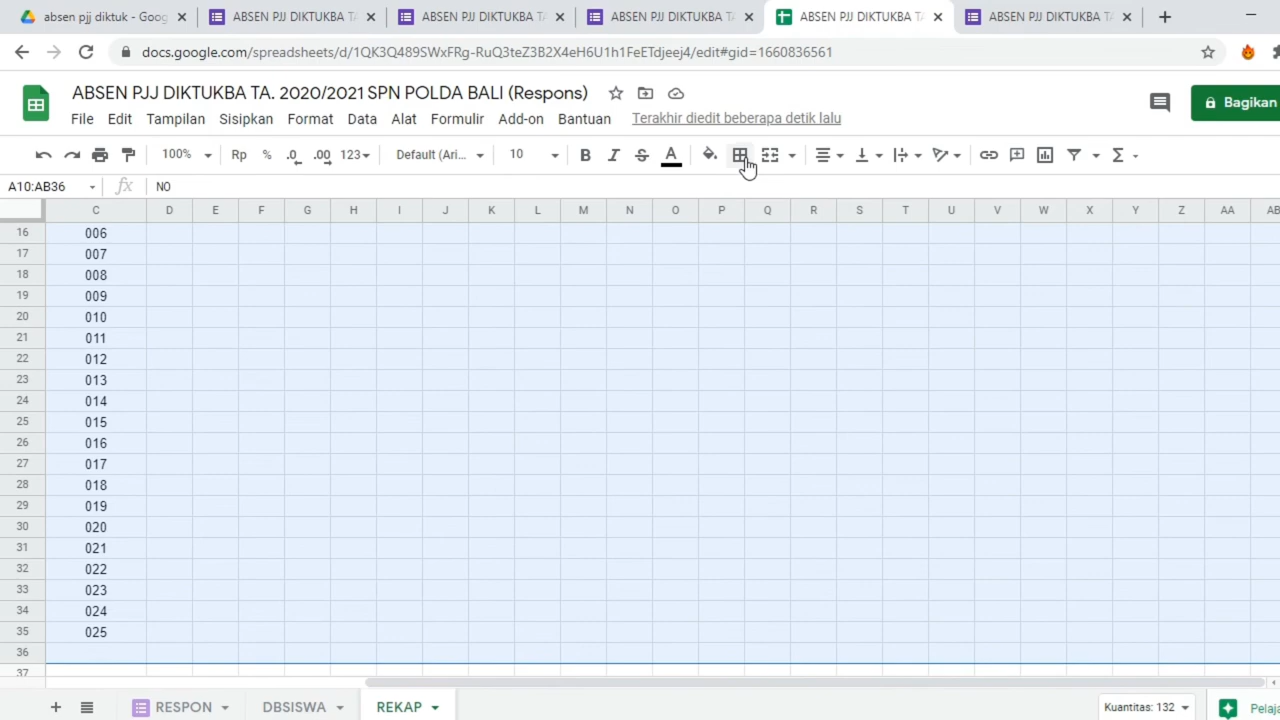 absen pjj diktuk - Goog
ABSEN PJJ DIKTUKBA TA
ABSEN PJJ DIKTUKBA TA
ABSEN PJJ DIKTUKBA TA
ABSEN PJJ DIKTUKBA TA
ABSEN PJJ DIKTUKBA TA
docs.google.com/spreadsheets/d/1QK3Q489SWxFRg-RuQ3teZ3B2X4eH6U1h1FeETdjeej4/edit#gid=1660836561
ABSEN PJJ DIKTUKBA TA. 2020/2021 SPN POLDA BALI (Respons)
Bagikan
File Edit Tampilan Sisipkan Format Data Alat Formulir Add-on Bantuan Terakhir diedit beberapa detik lalu
100% Rp % .0 .00 123 Default (Ari... 10 B I S A Σ
A10:AB36 fx NO
C D E F G H I J K L M N O P Q R S T U V W X Y Z AA AB
16 006
17 007
18 008
19 009
20 010
21 011
22 012
23 013
24 014
25 015
26 016
27 017
28 018
29 019
30 020
31 021
32 022
33 023
34 024
35 025
36
37
RESPON DBSISWA REKAP Kuantitas: 132 Pelaja